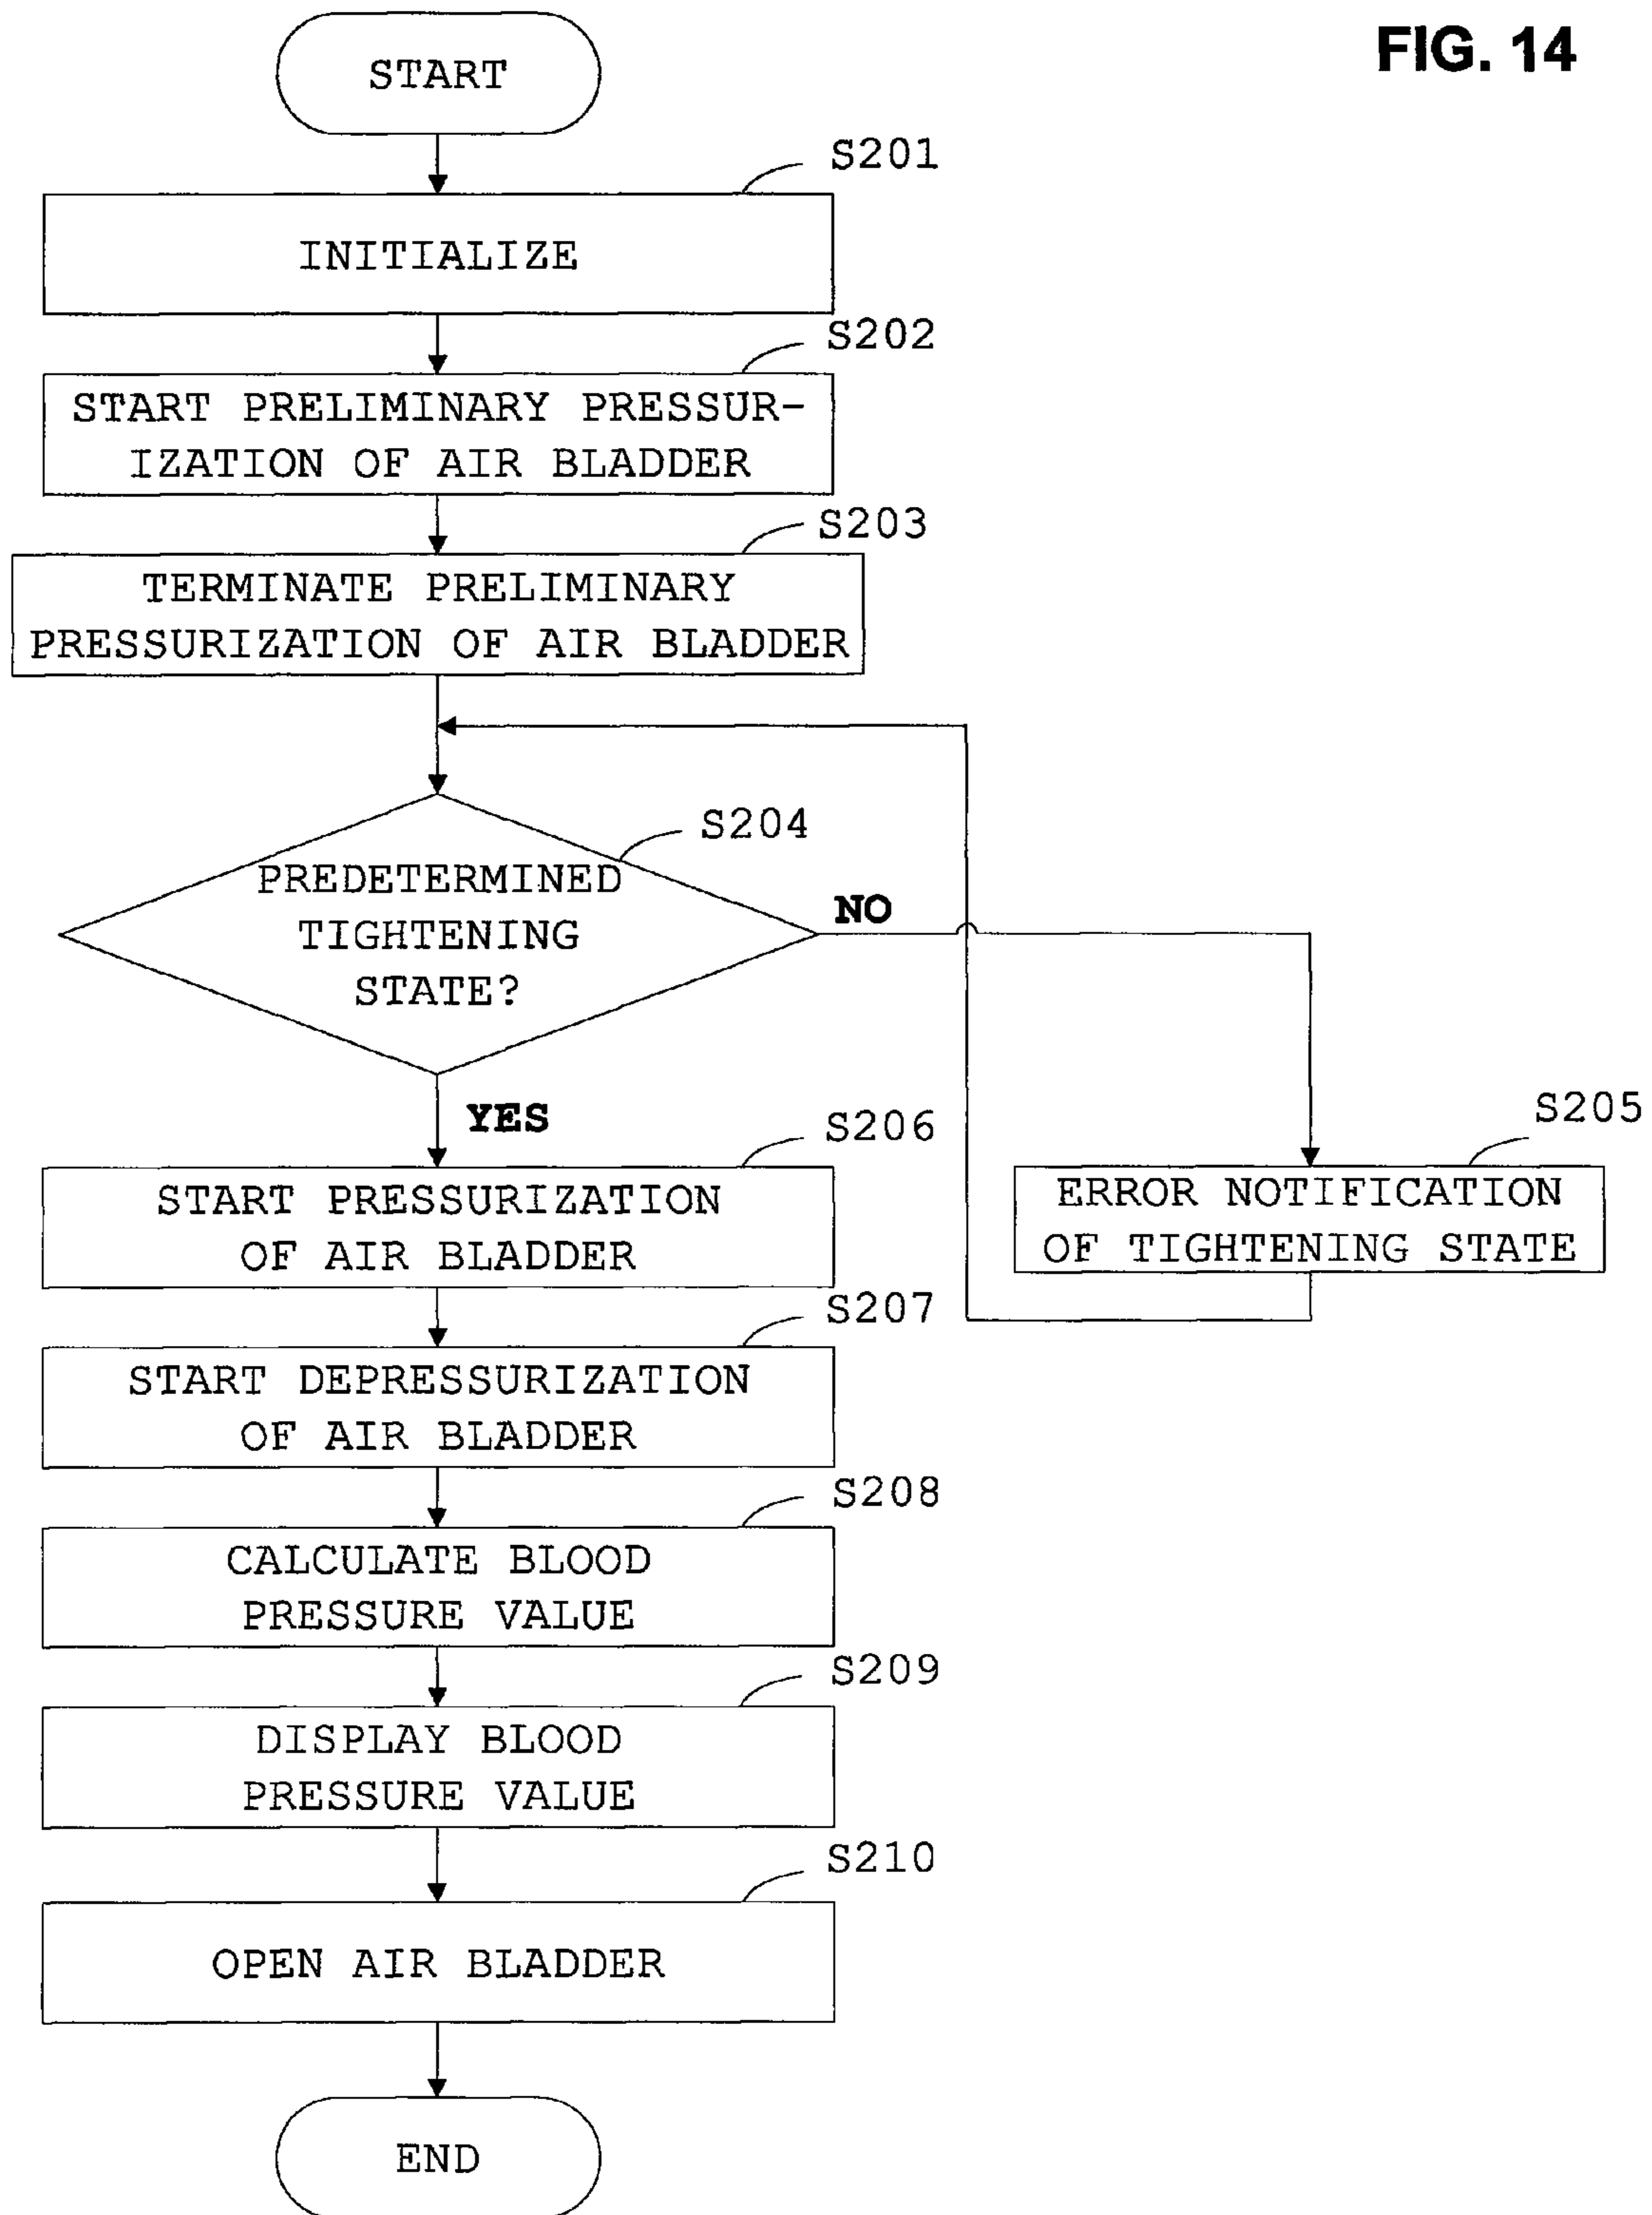 FIG. 14
START
S201
INITIALIZE
S202
START PRELIMINARY PRESSUR-
IZATION OF AIR BLADDER
S203
TERMINATE PRELIMINARY
PRESSURIZATION OF AIR BLADDER
S204
PREDETERMINED
TIGHTENING
STATE?
NO
YES
S205
ERROR NOTIFICATION
OF TIGHTENING STATE
S206
START PRESSURIZATION
OF AIR BLADDER
S207
START DEPRESSURIZATION
OF AIR BLADDER
S208
CALCULATE BLOOD
PRESSURE VALUE
S209
DISPLAY BLOOD
PRESSURE VALUE
S210
OPEN AIR BLADDER
END